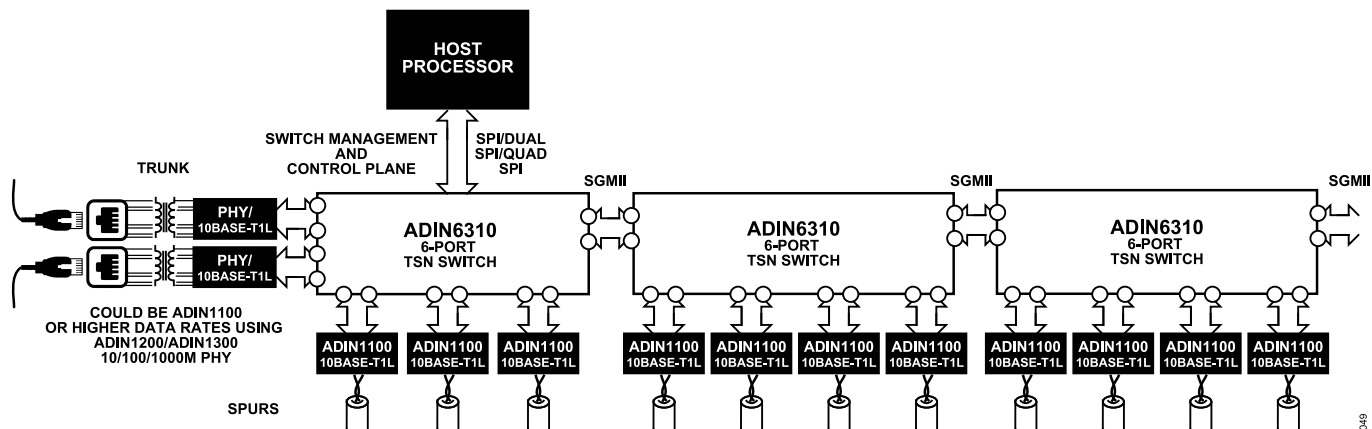 HOST
PROCESSOR
SWITCH MANAGEMENT
AND
CONTROL PLANE
SPI/DUAL
SPI/QUAD
SPI
TRUNK
SGMII
SGMII
SGMII
PHY/
10BASE-T1L
PHY/
10BASE-T1L
ADIN6310
6-PORT
TSN SWITCH
ADIN6310
6-PORT
TSN SWITCH
ADIN6310
6-PORT
TSN SWITCH
COULD BE ADIN1100
OR HIGHER DATA RATES USING
ADIN1200/ADIN1300
10/100/1000M PHY
ADIN1100
10BASE-T1L
ADIN1100
10BASE-T1L
ADIN1100
10BASE-T1L
ADIN1100
10BASE-T1L
ADIN1100
10BASE-T1L
ADIN1100
10BASE-T1L
ADIN1100
10BASE-T1L
ADIN1100
10BASE-T1L
ADIN1100
10BASE-T1L
ADIN1100
10BASE-T1L
ADIN1100
10BASE-T1L
SPURS
049